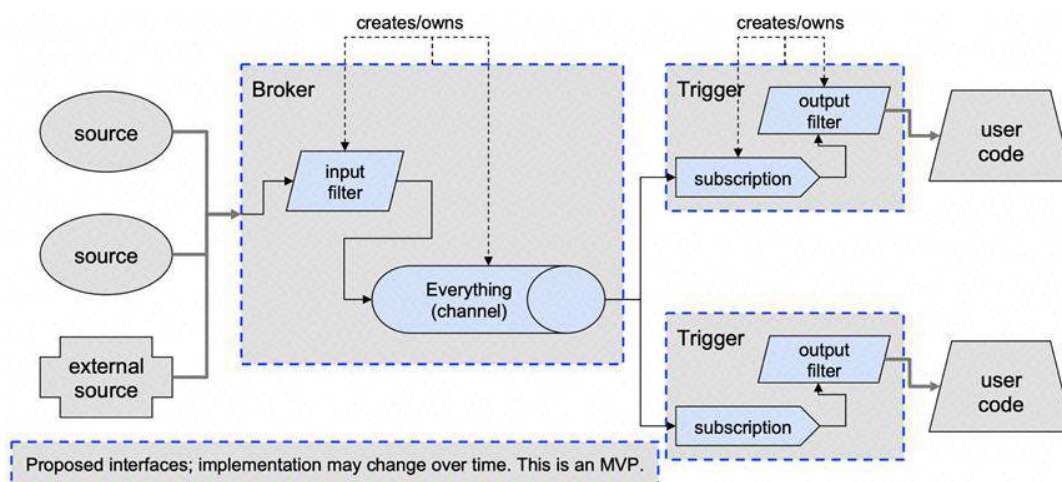 creates/owns
creates/owns
Broker
Trigger
source
input
filter
output
filter
subscription
user
code
source
Everything
(channel)
Trigger
output
filter
subscription
user
code
external
source
Proposed interfaces; implementation may change over time. This is an MVP.